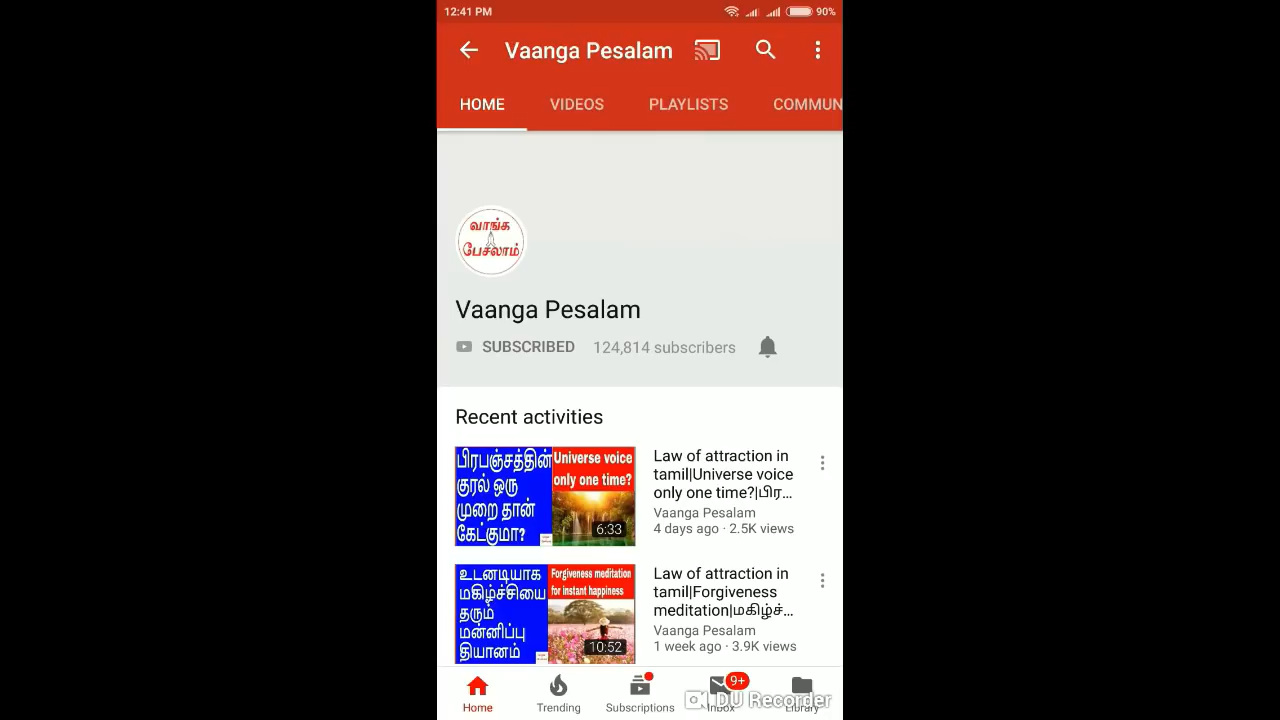 12:41 PM
90%
Vaanga Pesalam
HOME VIDEOS PLAYLISTS COMMUN
வாங்க
பேசலாம்
Vaanga Pesalam
SUBSCRIBED 124,814 subscribers
Recent activities
பிரபஞ்சத்தின்
குரல் ஒரு
முறை தான்
கேட்குமா?
Universe voice
only one time?
6:33
Law of attraction in
tamil|Universe voice
only one time?|பிர...
Vaanga Pesalam
4 days ago · 2.5K views
உடனடியாக
மகிழ்ச்சியை
தரும்
மன்னிப்பு
தியானம்
Forgiveness meditation
for instant happiness
10:52
Law of attraction in
tamil|Forgiveness
meditation|மகிழ்ச்...
Vaanga Pesalam
1 week ago · 3.9K views
9+
Home Trending Subscriptions Inbox Library
DU Recorder